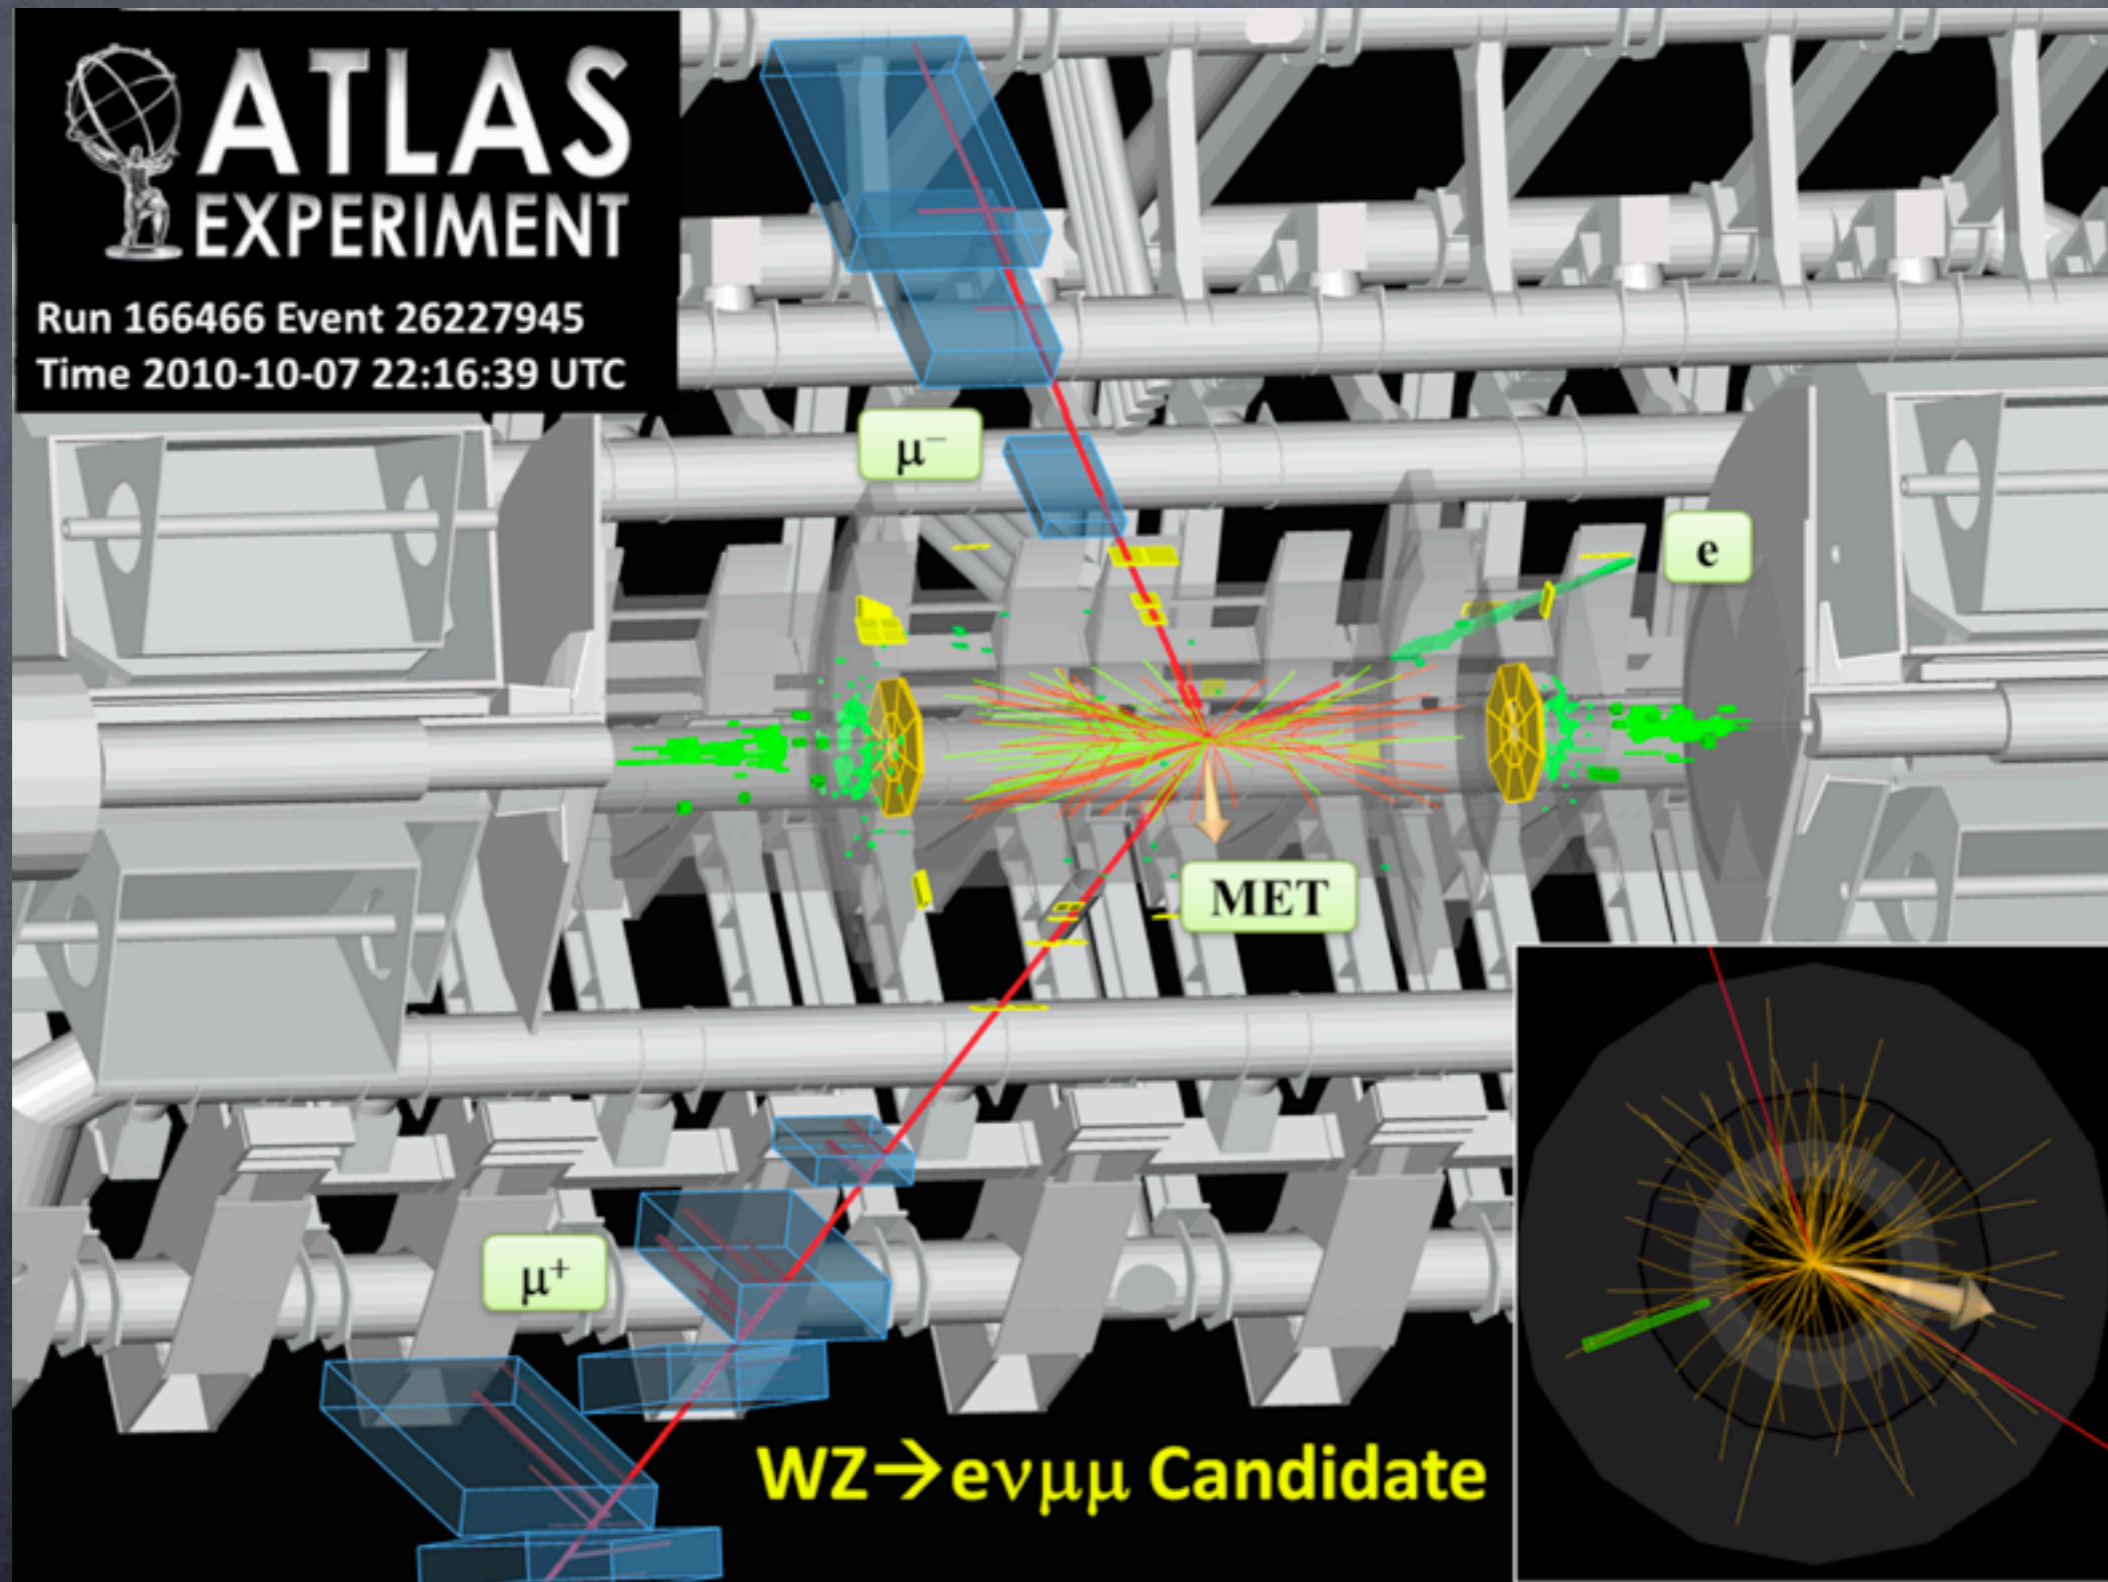 ATLAS
EXPERIMENT
Run 166466 Event 26227945
Time 2010-10-07 22:16:39 UTC
μ⁻
e
MET
μ⁺
WZ→eνμμ Candidate